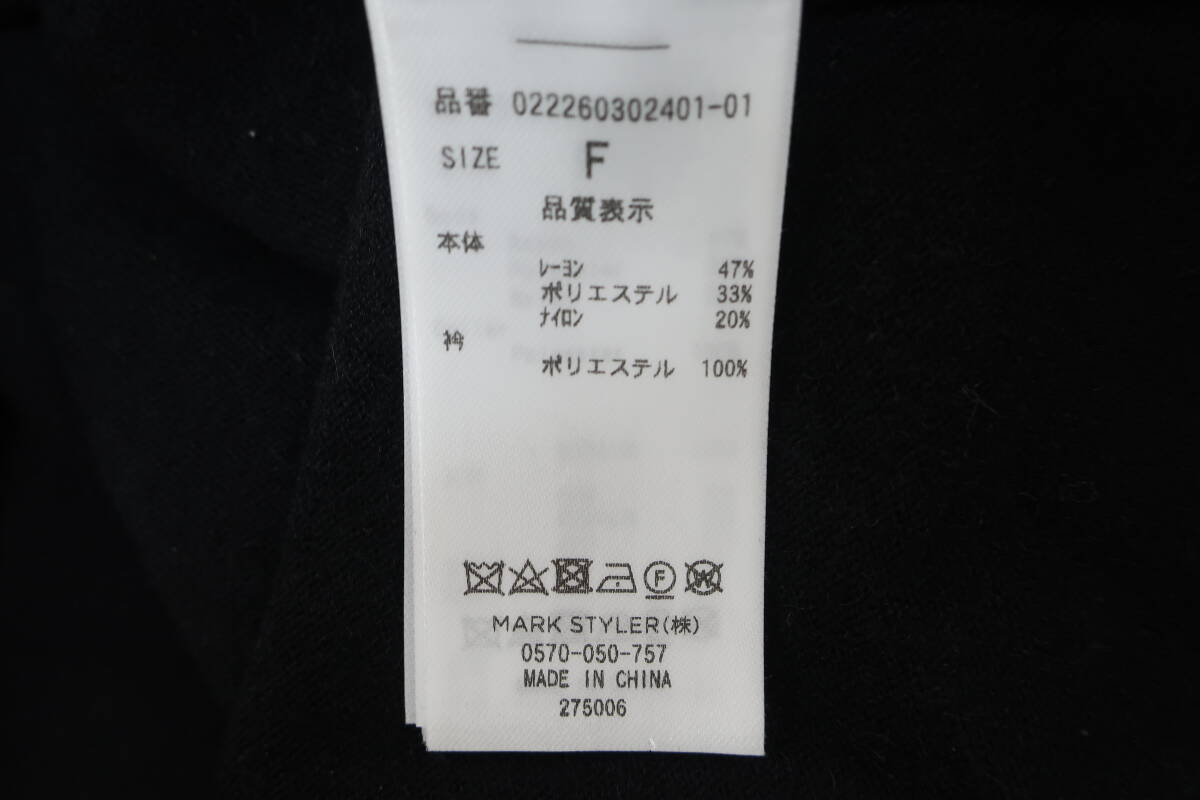 品番 022260302401-01
SIZE F
品質表示
本体
ﾚｰﾖﾝ 47%
ポリエステル 33%
ﾅｲﾛﾝ 20%
衿
ポリエステル 100%
F W
MARK STYLER(株)
0570-050-757
MADE IN CHINA
275006